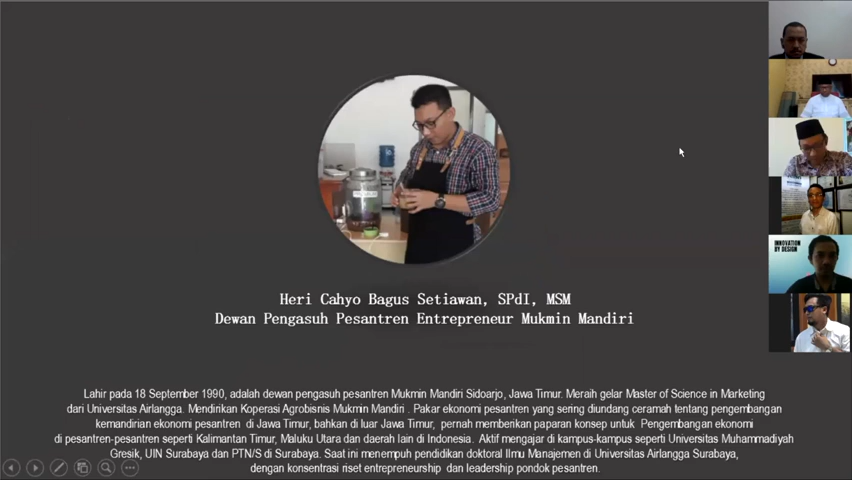 INNOVATION
BY DESIGN
Heri Cahyo Bagus Setiawan, SPdI, MSM
Dewan Pengasuh Pesantren Entrepreneur Mukmin Mandiri
Lahir pada 18 September 1990, adalah dewan pengasuh pesantren Mukmin Mandiri Sidoarjo, Jawa Timur. Meraih gelar Master of Science in Marketing
dari Universitas Airlangga. Mendirikan Koperasi Agrobisnis Mukmin Mandiri . Pakar ekonomi pesantren yang sering diundang ceramah tentang pengembangan
kemandirian ekonomi pesantren di Jawa Timur, bahkan di luar Jawa Timur, pernah memberikan paparan konsep untuk Pengembangan ekonomi
di pesantren-pesantren seperti Kalimantan Timur, Maluku Utara dan daerah lain di Indonesia. Aktif mengajar di kampus-kampus seperti Universitas Muhammadiyah
Gresik, UIN Surabaya dan PTN/S di Surabaya. Saat ini menempuh pendidikan doktoral Ilmu Manajemen di Universitas Airlangga Surabaya,
dengan konsentrasi riset entrepreneurship dan leadership pondok pesantren.